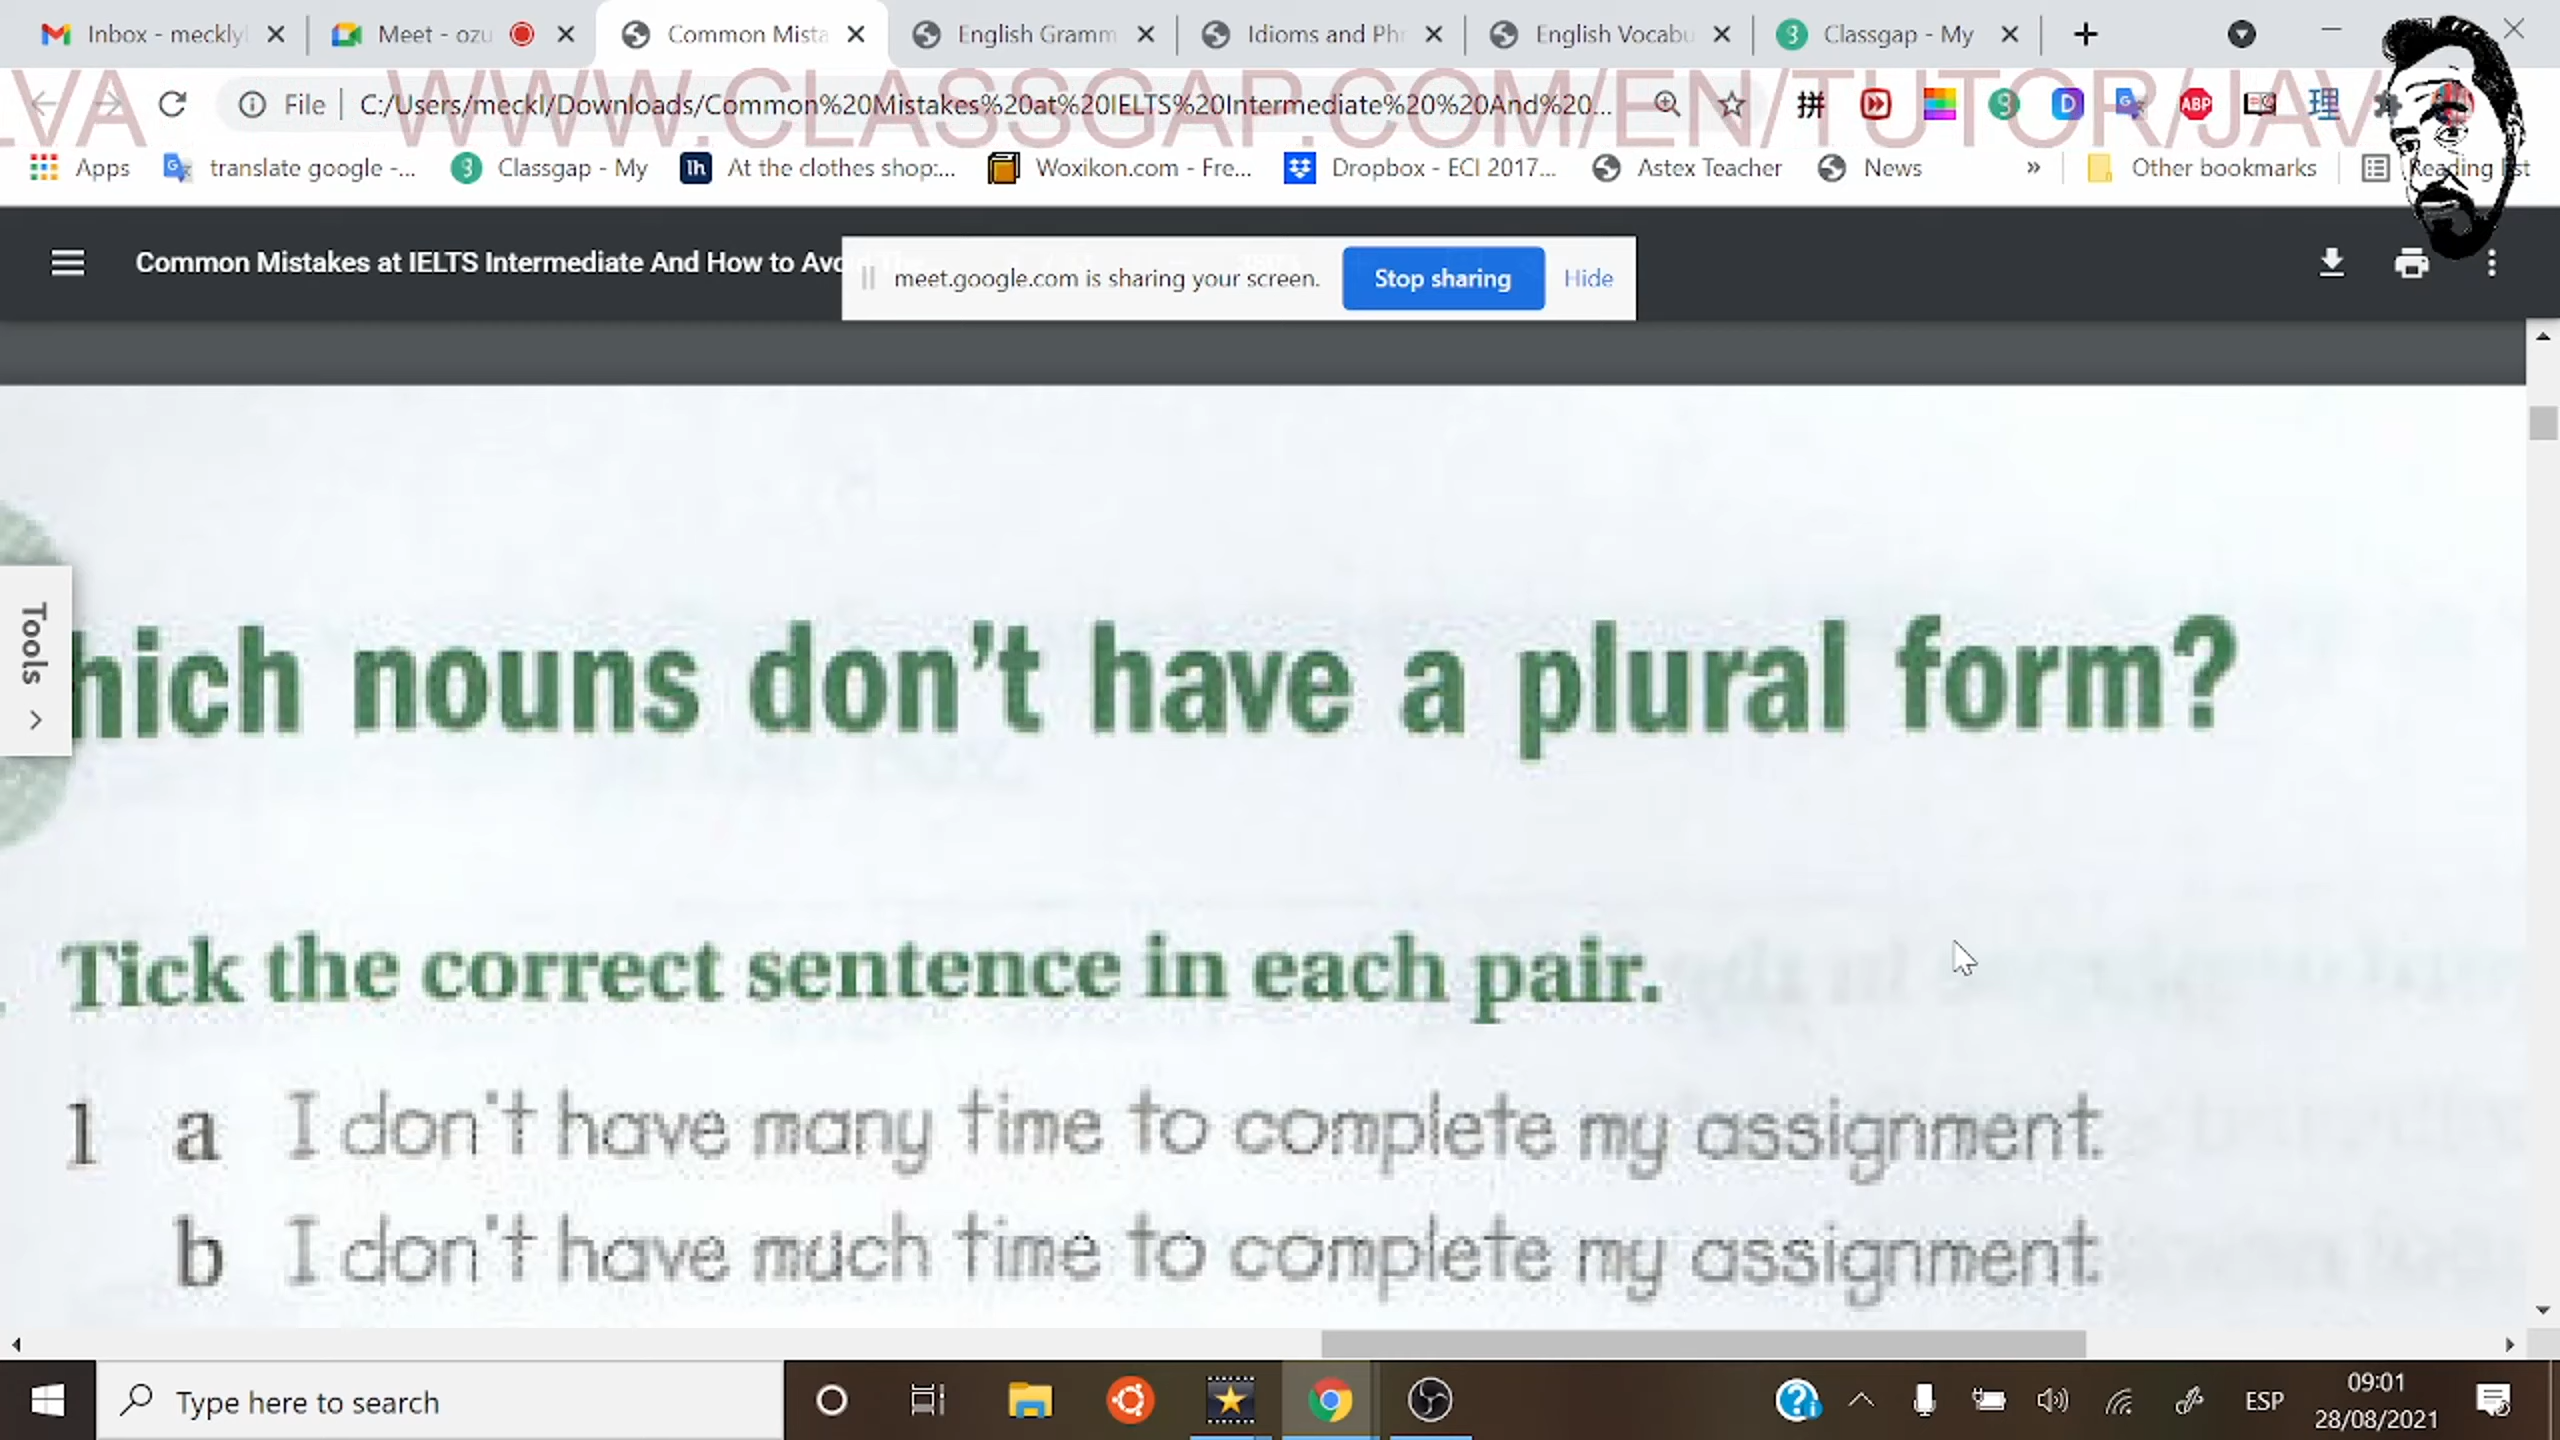 Inbox - meckly
Meet - ozu
Common Mista
English Gramm
Idioms and Phr
English Vocabu
Classgap - My
LVA WWW.CLASSGAP.COM/EN/TUTOR/JAV
File
C:/Users/meckl/Downloads/Common%20Mistakes%20at%20IELTS%20Intermediate%20%20And%20...
ABP
Apps
translate google -...
Classgap - My
At the clothes shop:...
Woxikon.com - Fre...
Dropbox - ECI 2017...
Astex Teacher
News
»
Other bookmarks
Reading list
Common Mistakes at IELTS Intermediate And How to Avo
meet.google.com is sharing your screen.
Stop sharing
Hide
Tools
hich nouns don't have a plural form?
Tick the correct sentence in each pair.
1 a I don't have many time to complete my assignment.
b I don't have much time to complete my assignment.
Type here to search
ESP
09:01
28/08/2021